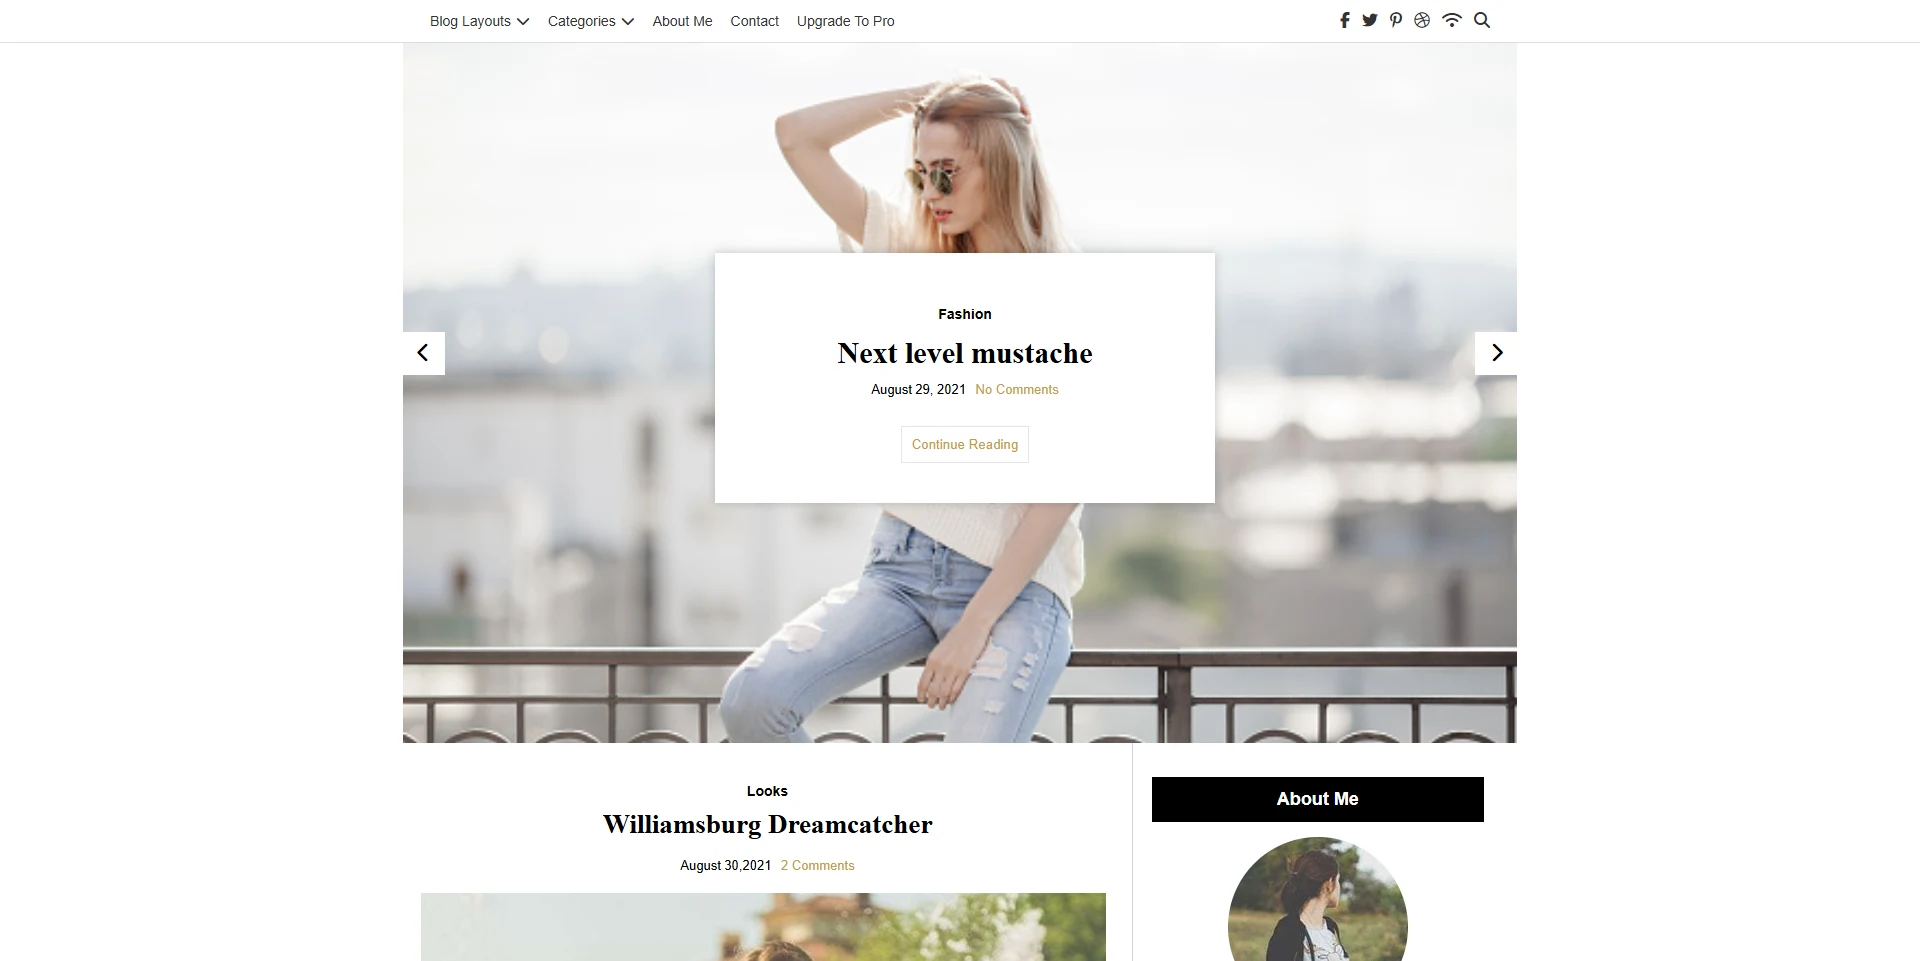 Blog Layouts Categories About Me Contact Upgrade To Pro
Fashion
Next level mustache
August 29, 2021 No Comments
Continue Reading
Looks
Williamsburg Dreamcatcher
August 30,2021 2 Comments
About Me